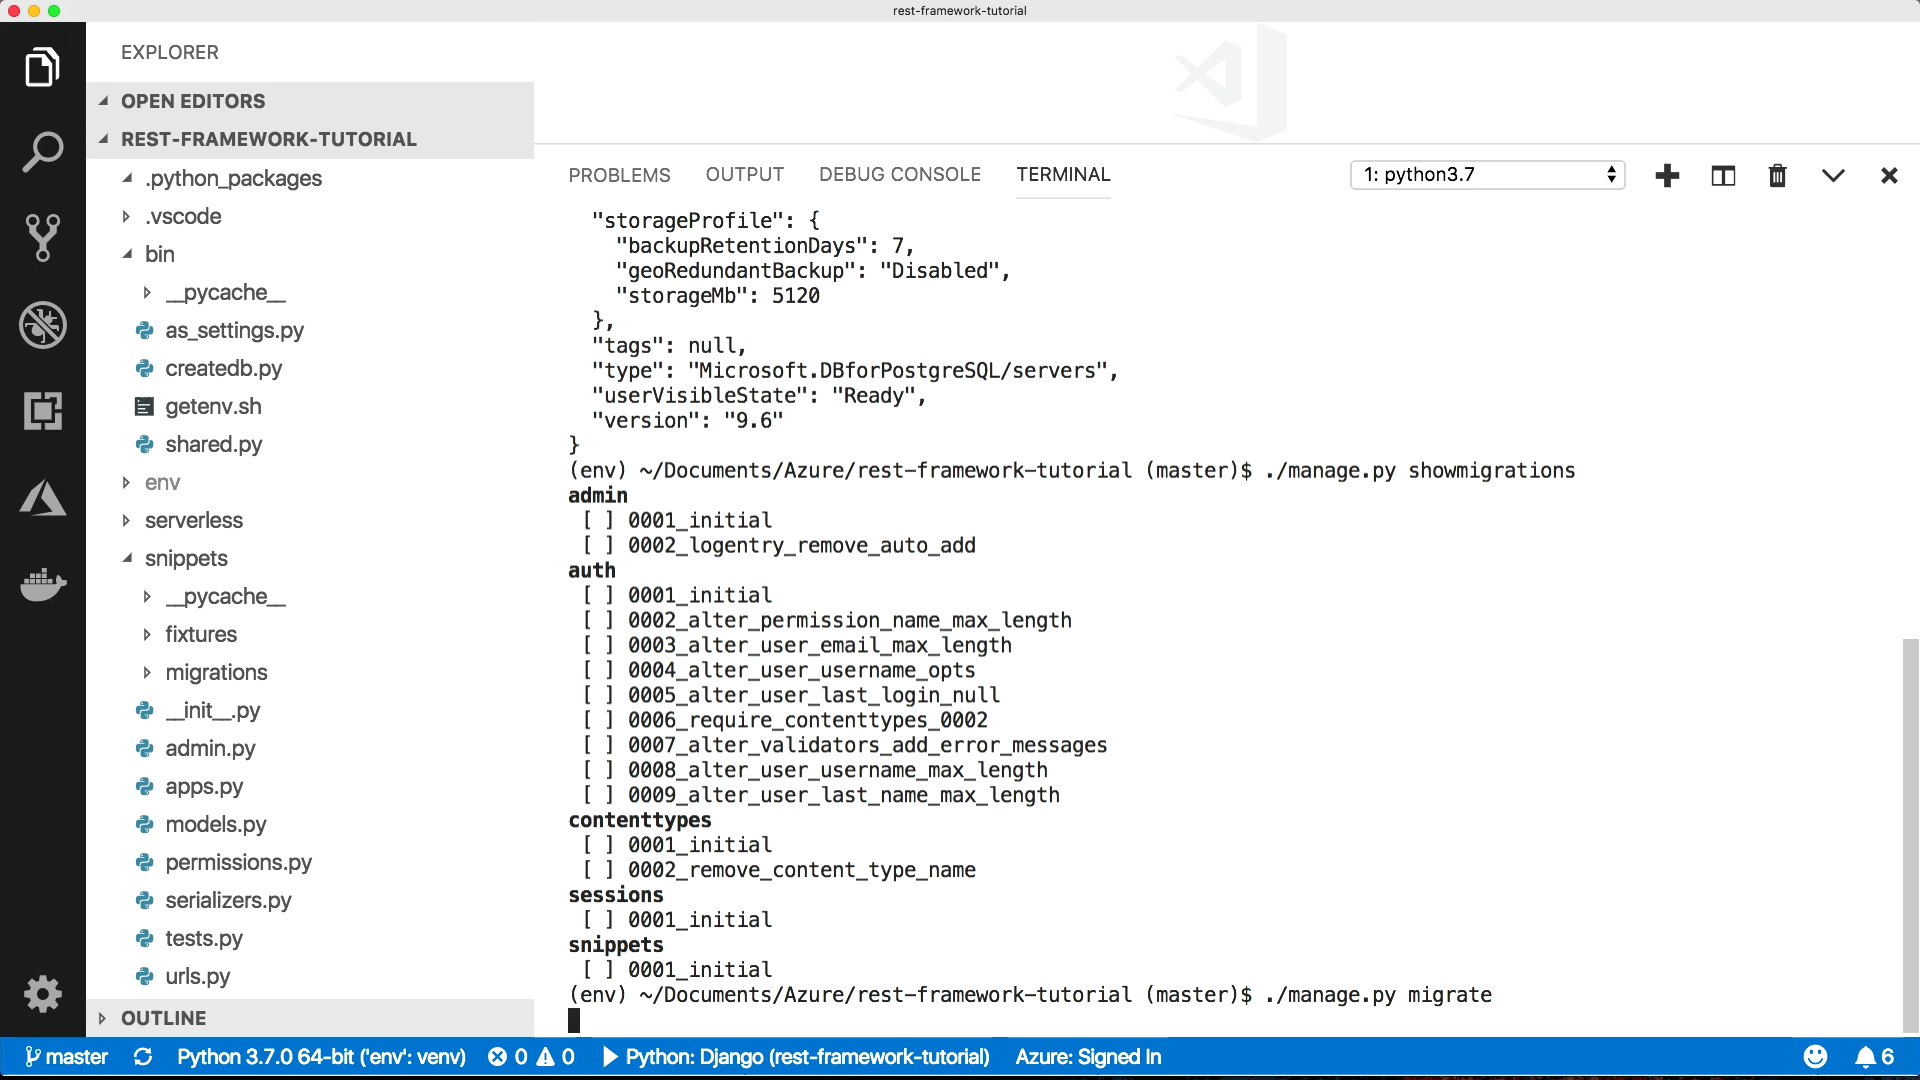 rest-framework-tutorial
EXPLORER
OPEN EDITORS
REST-FRAMEWORK-TUTORIAL
.python_packages
.vscode
bin
__pycache__
as_settings.py
createdb.py
getenv.sh
shared.py
env
serverless
snippets
__pycache__
fixtures
migrations
__init__.py
admin.py
apps.py
models.py
permissions.py
serializers.py
tests.py
urls.py
OUTLINE
PROBLEMS OUTPUT DEBUG CONSOLE TERMINAL
1: python3.7
"storageProfile": {
"backupRetentionDays": 7,
"geoRedundantBackup": "Disabled",
"storageMb": 5120
},
"tags": null,
"type": "Microsoft.DBforPostgreSQL/servers",
"userVisibleState": "Ready",
"version": "9.6"
}
(env) ~/Documents/Azure/rest-framework-tutorial (master)$ ./manage.py showmigrations
admin
[ ] 0001_initial
[ ] 0002_logentry_remove_auto_add
auth
[ ] 0001_initial
[ ] 0002_alter_permission_name_max_length
[ ] 0003_alter_user_email_max_length
[ ] 0004_alter_user_username_opts
[ ] 0005_alter_user_last_login_null
[ ] 0006_require_contenttypes_0002
[ ] 0007_alter_validators_add_error_messages
[ ] 0008_alter_user_username_max_length
[ ] 0009_alter_user_last_name_max_length
contenttypes
[ ] 0001_initial
[ ] 0002_remove_content_type_name
sessions
[ ] 0001_initial
snippets
[ ] 0001_initial
(env) ~/Documents/Azure/rest-framework-tutorial (master)$ ./manage.py migrate
master Python 3.7.0 64-bit ('env': venv) 0 0 Python: Django (rest-framework-tutorial) Azure: Signed In 6